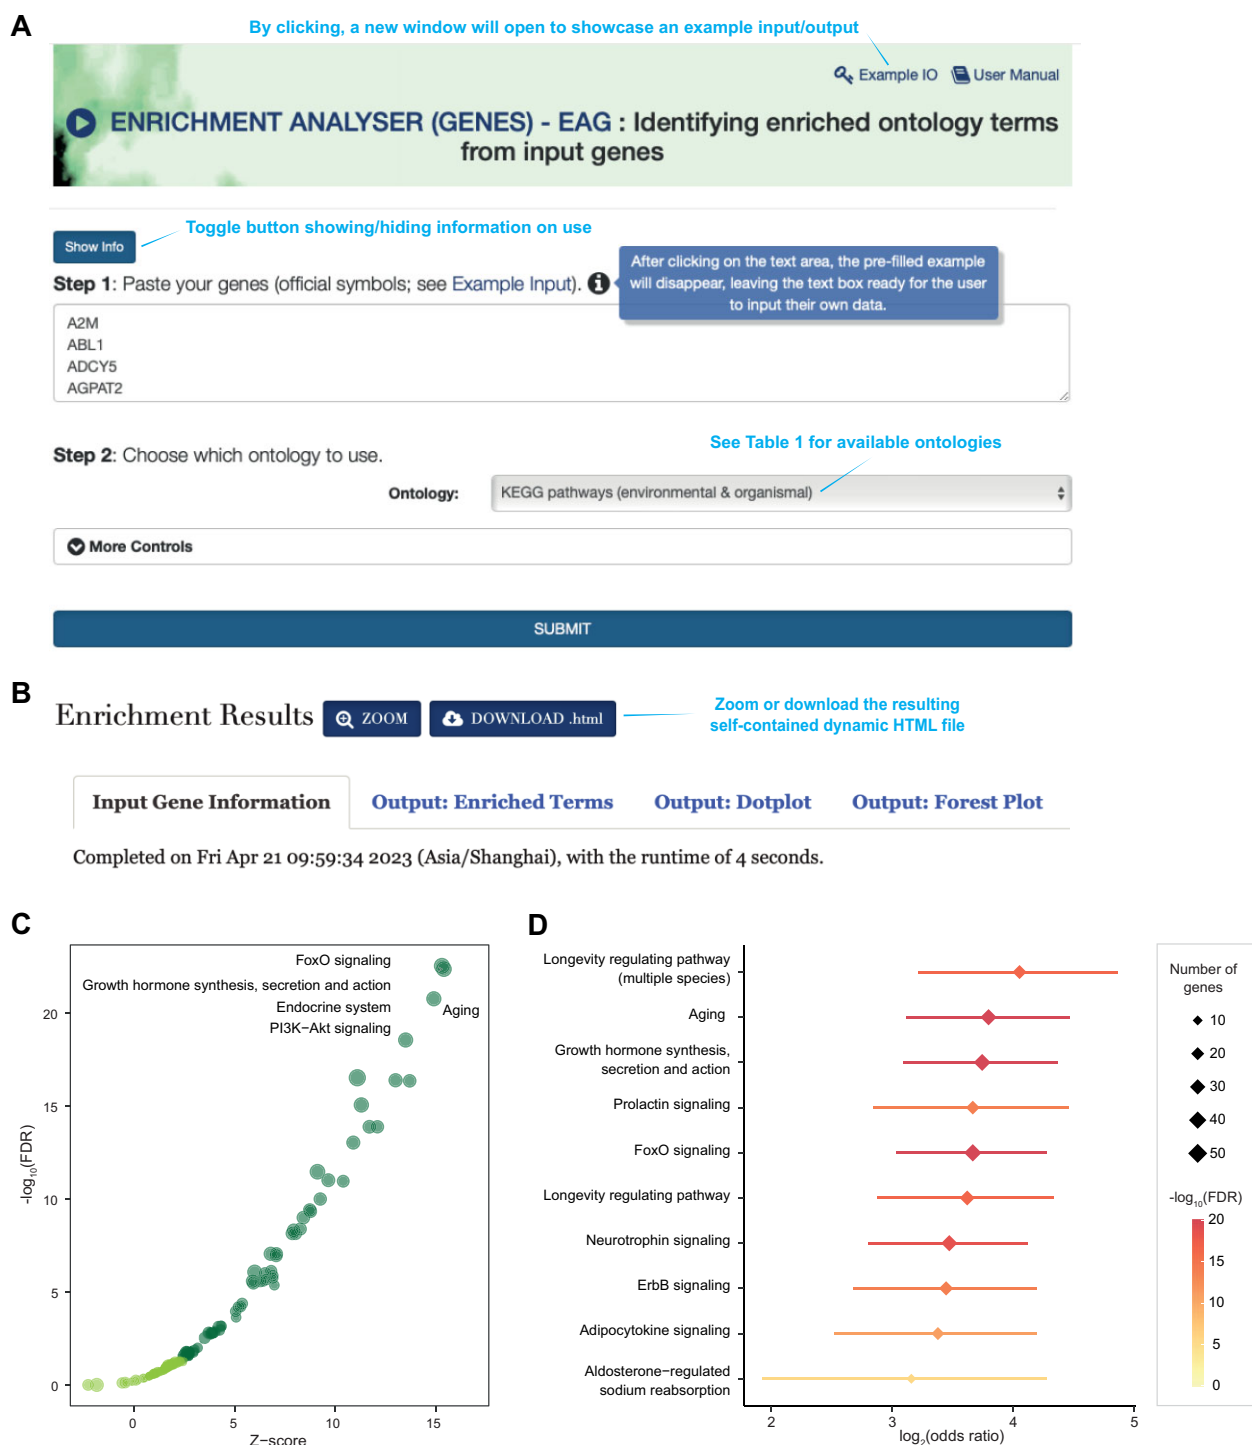 A
By clicking, a new window will open to showcase an example input/output
Example IO User Manual
ENRICHMENT ANALYSER (GENES) - EAG : Identifying enriched ontology terms
from input genes
Toggle button showing/hiding information on use
Show Info
Step 1: Paste your genes (official symbols; see Example Input).
After clicking on the text area, the pre-filled example
will disappear, leaving the text box ready for the user
to input their own data.
A2M
ABL1
ADCY5
AGPAT2
See Table 1 for available ontologies
Step 2: Choose which ontology to use.
Ontology:
KEGG pathways (environmental & organismal)
More Controls
SUBMIT
B
Enrichment Results
ZOOM
DOWNLOAD .html
Zoom or download the resulting
self-contained dynamic HTML file
Input Gene Information
Output: Enriched Terms
Output: Dotplot
Output: Forest Plot
Completed on Fri Apr 21 09:59:34 2023 (Asia/Shanghai), with the runtime of 4 seconds.
C
FoxO signaling
Growth hormone synthesis, secretion and action
Endocrine system
Aging
PI3K−Akt signaling
20
15
10
5
0
-log10(FDR)
0 5 10 15
Z−score
D
Longevity regulating pathway
(multiple species)
Aging
Growth hormone synthesis,
secretion and action
Prolactin signaling
FoxO signaling
Longevity regulating pathway
Neurotrophin signaling
ErbB signaling
Adipocytokine signaling
Aldosterone−regulated
sodium reabsorption
2 3 4 5
log2(odds ratio)
Number of
genes
10
20
30
40
50
-log10(FDR)
20
15
10
5
0